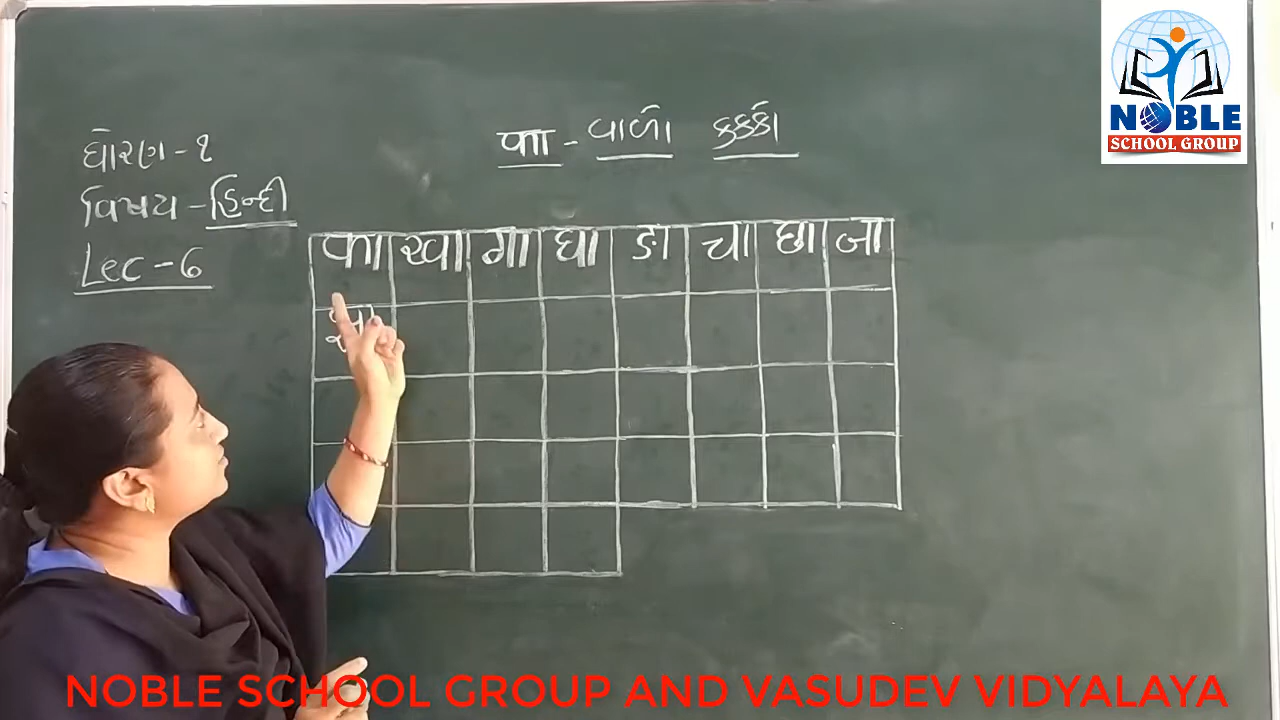 ધોરણ - ૧
વિષય - હિન્દી
Lec - 6
का - વાળી કક્કો
का खा गा घा ङा चा छा जा
झा
NOBLE
SCHOOL GROUP
NOBLE SCHOOL GROUP AND VASUDEV VIDYALAYA